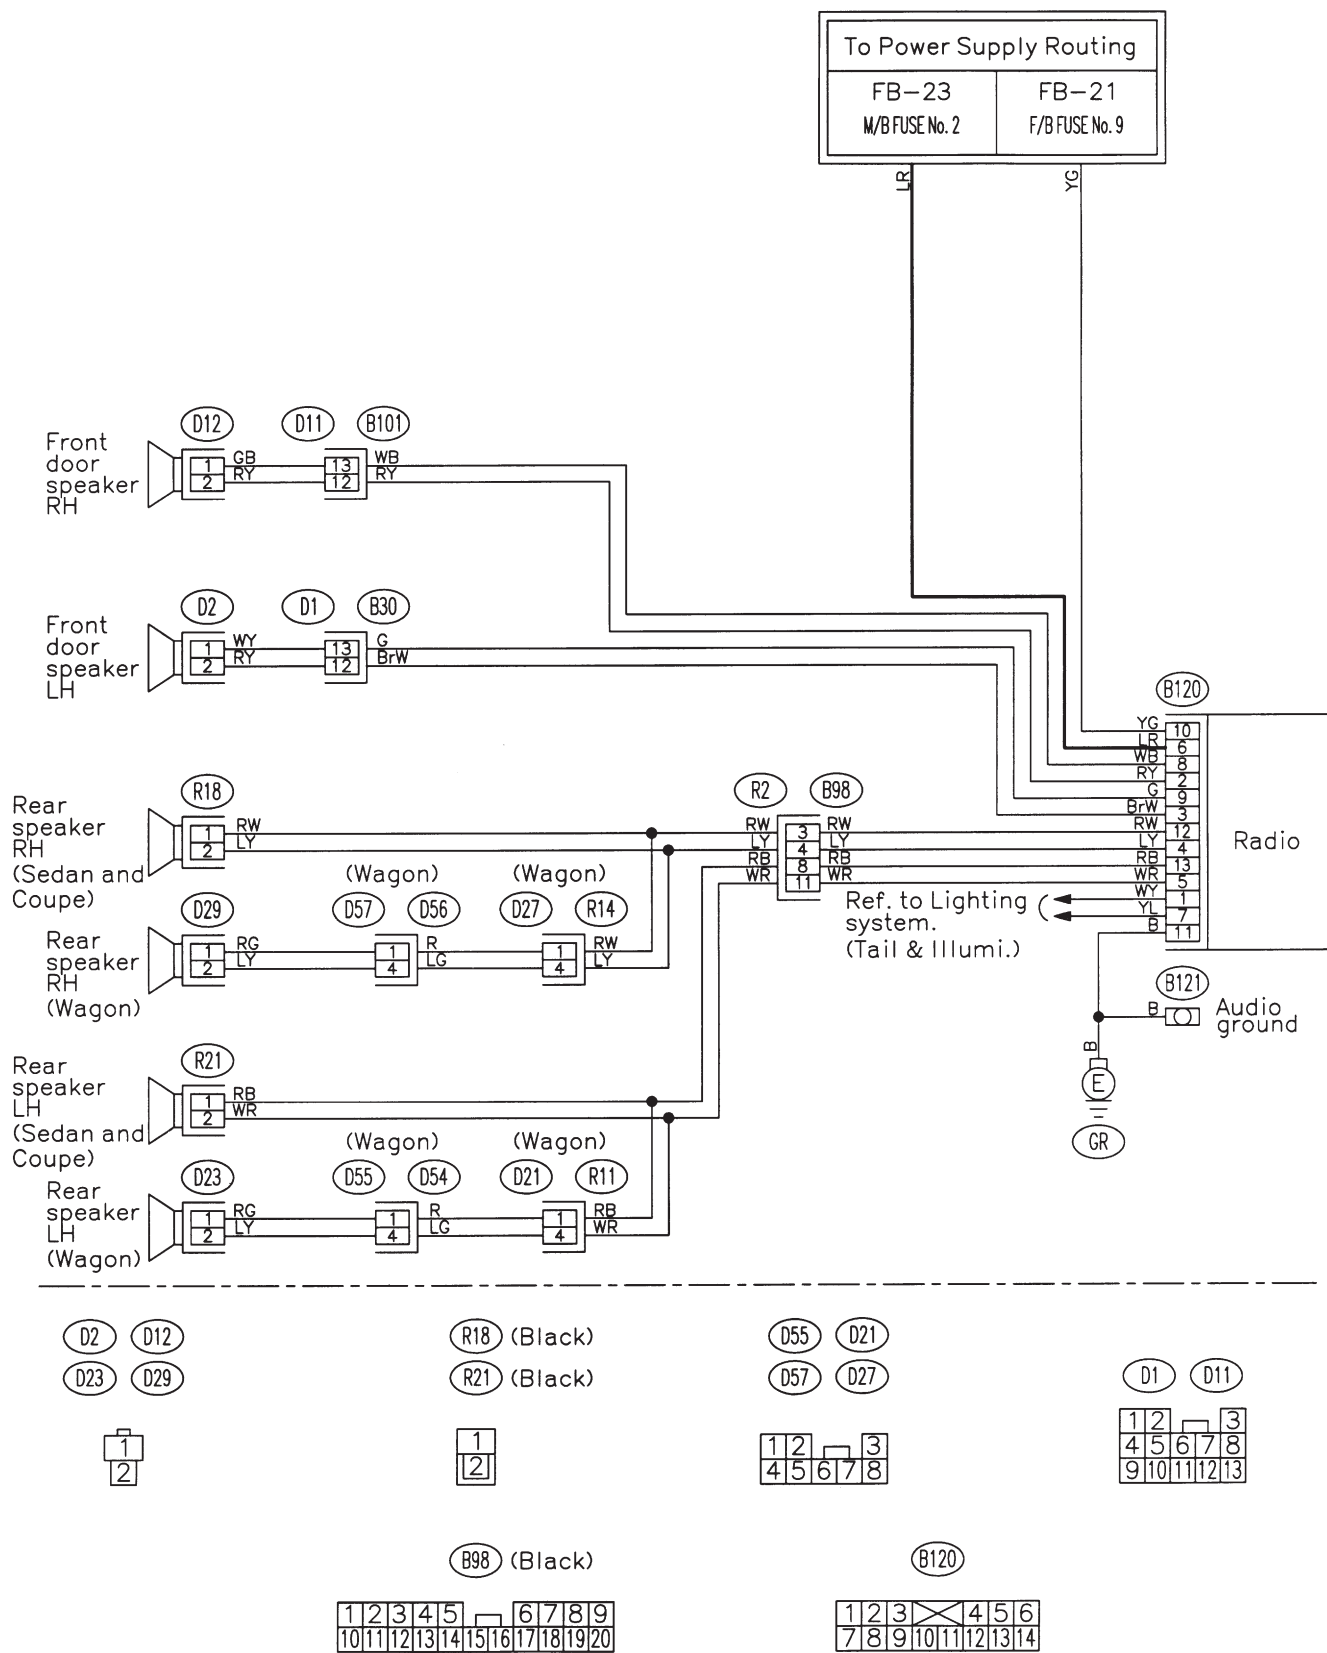 To Power Supply Routing
FB-23 FB-21
M/B FUSE No. 2 F/B FUSE No. 9
LR YG
D12 D11 B101
Front
door
speaker
RH
1 GB 13 WB
2 RY 12 RY
D2 D1 B30
Front
door
speaker
LH
1 WY 13 G
2 RY 12 BrW
B120
YG 10
LR 6
WB 8
RY 2
G 9
BrW 3
RW 12
LY 4
RB 13
WR 5
WY 1
YL 7
B 11
Radio
R18 R2 B98
Rear
speaker
RH
(Sedan and
Coupe)
1 RW RW 3 RW
2 LY LY 4 LY
RB 8 RB
WR 11 WR
Ref. to Lighting
system.
(Tail & Illumi.)
(Wagon) (Wagon)
D29 D57 D56 D27 R14
Rear
speaker
RH
(Wagon)
1 RG 1 R 1 RW
2 LY 4 LG 4 LY
B121
B Audio
ground
B
E
GR
R21
Rear
speaker
LH
(Sedan and
Coupe)
1 RB
2 WR
(Wagon) (Wagon)
D23 D55 D54 D21 R11
Rear
speaker
LH
(Wagon)
1 RG 1 R 1 RB
2 LY 4 LG 4 WR
D2 D12
D23 D29
1
2
R18 (Black)
R21 (Black)
1
2
D55 D21
D57 D27
1 2 3
4 5 6 7 8
D1 D11
1 2 3
4 5 6 7 8
9 10 11 12 13
B98 (Black)
1 2 3 4 5 6 7 8 9
10 11 12 13 14 15 16 17 18 19 20
B120
1 2 3 4 5 6
7 8 9 10 11 12 13 14